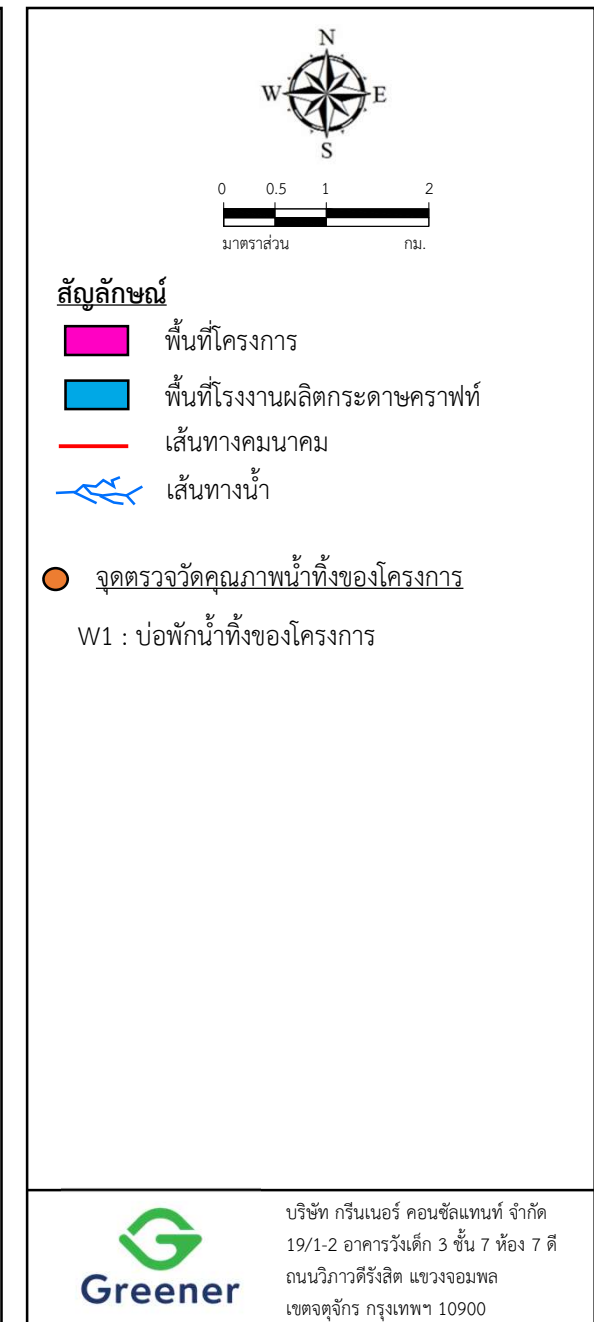 N
W E
S
0 0.5 1 2
มาตราส่วน กม.
สัญลักษณ์
พื้นที่โครงการ
พื้นที่โรงงานผลิตกระดาษคราฟท์
เส้นทางคมนาคม
เส้นทางน้ำ
จุดตรวจวัดคุณภาพน้ำทิ้งของโครงการ
W1 : บ่อพักน้ำทิ้งของโครงการ
Greener
บริษัท กรีนเนอร์ คอนซัลแทนท์ จำกัด
19/1-2 อาคารวังเด็ก 3 ชั้น 7 ห้อง 7 ดี
ถนนวิภาวดีรังสิต แขวงจอมพล
เขตจตุจักร กรุงเทพฯ 10900